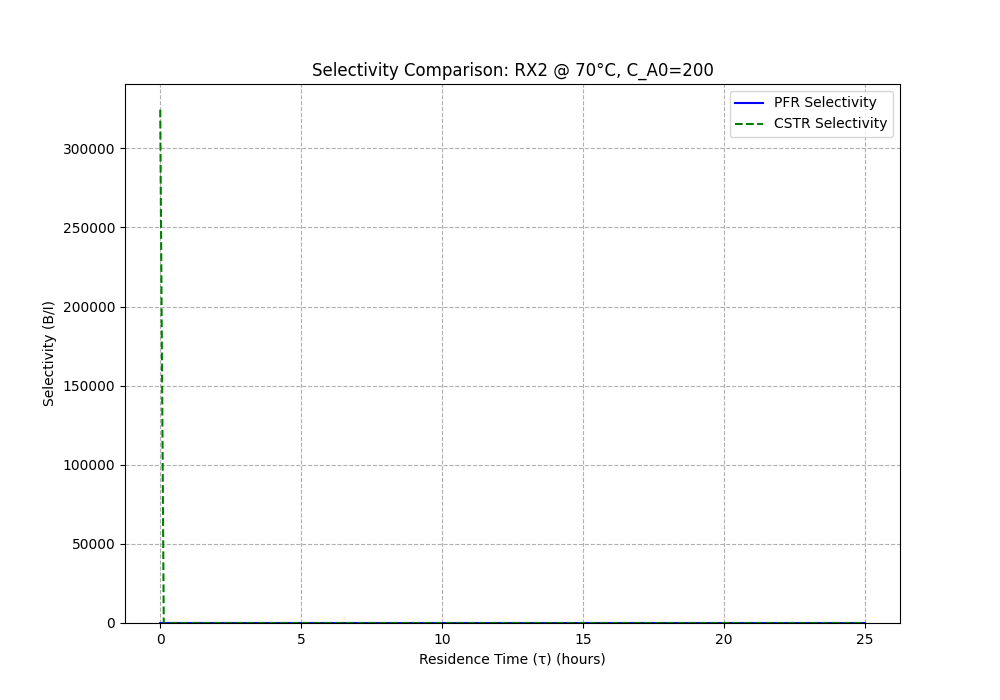 Selectivity Comparison: RX2 @ 70°C, C_A0=200
PFR Selectivity
CSTR Selectivity
300000
250000
200000
150000
100000
50000
0
Selectivity (B/I)
0 5 10 15 20 25
Residence Time (τ) (hours)